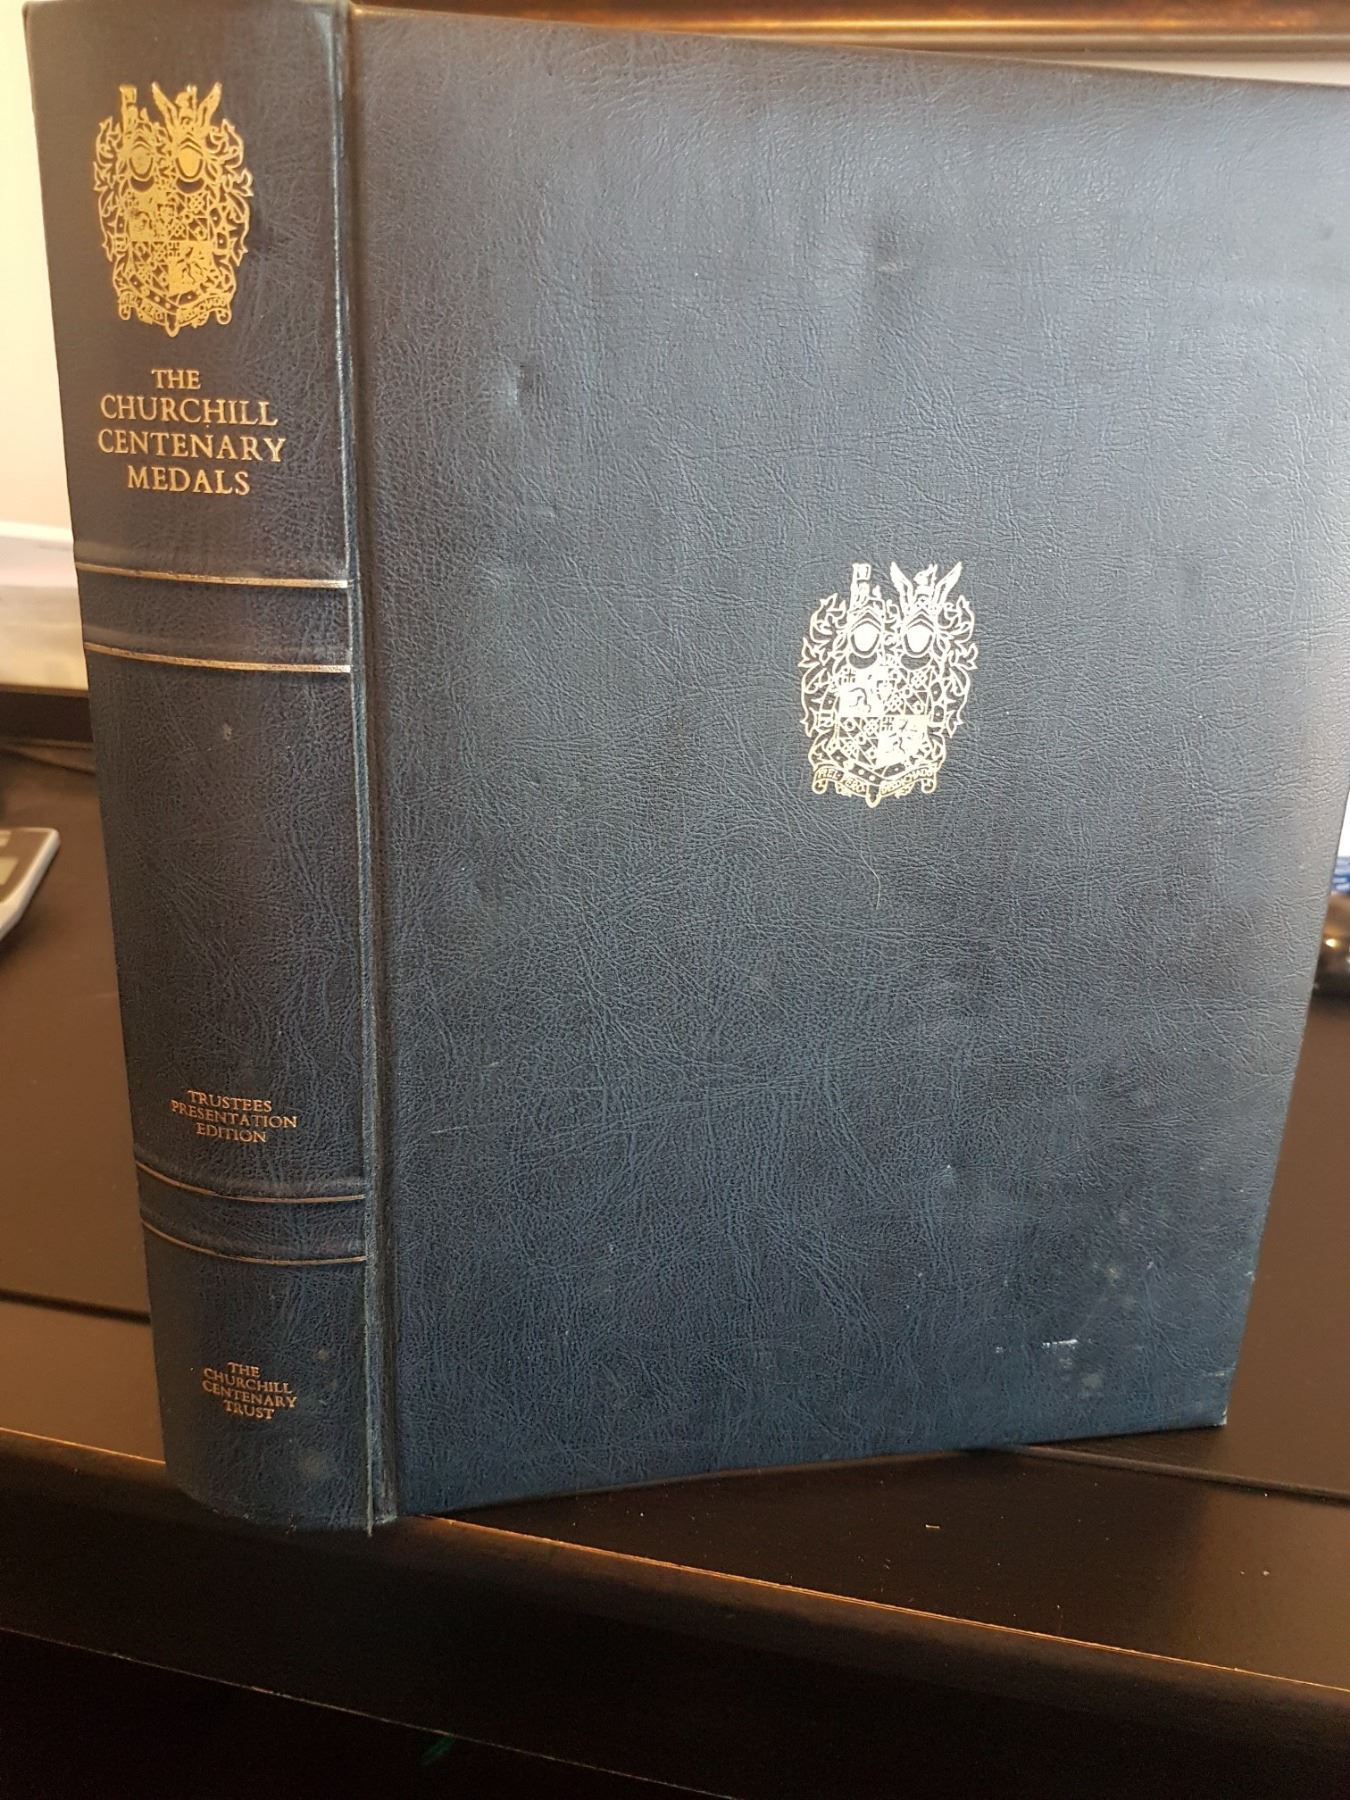 THE
CHURCHILL
CENTENARY
MEDALS
TRUSTEES
PRESENTATION
EDITION
THE
CHURCHILL
CENTENARY
TRUST